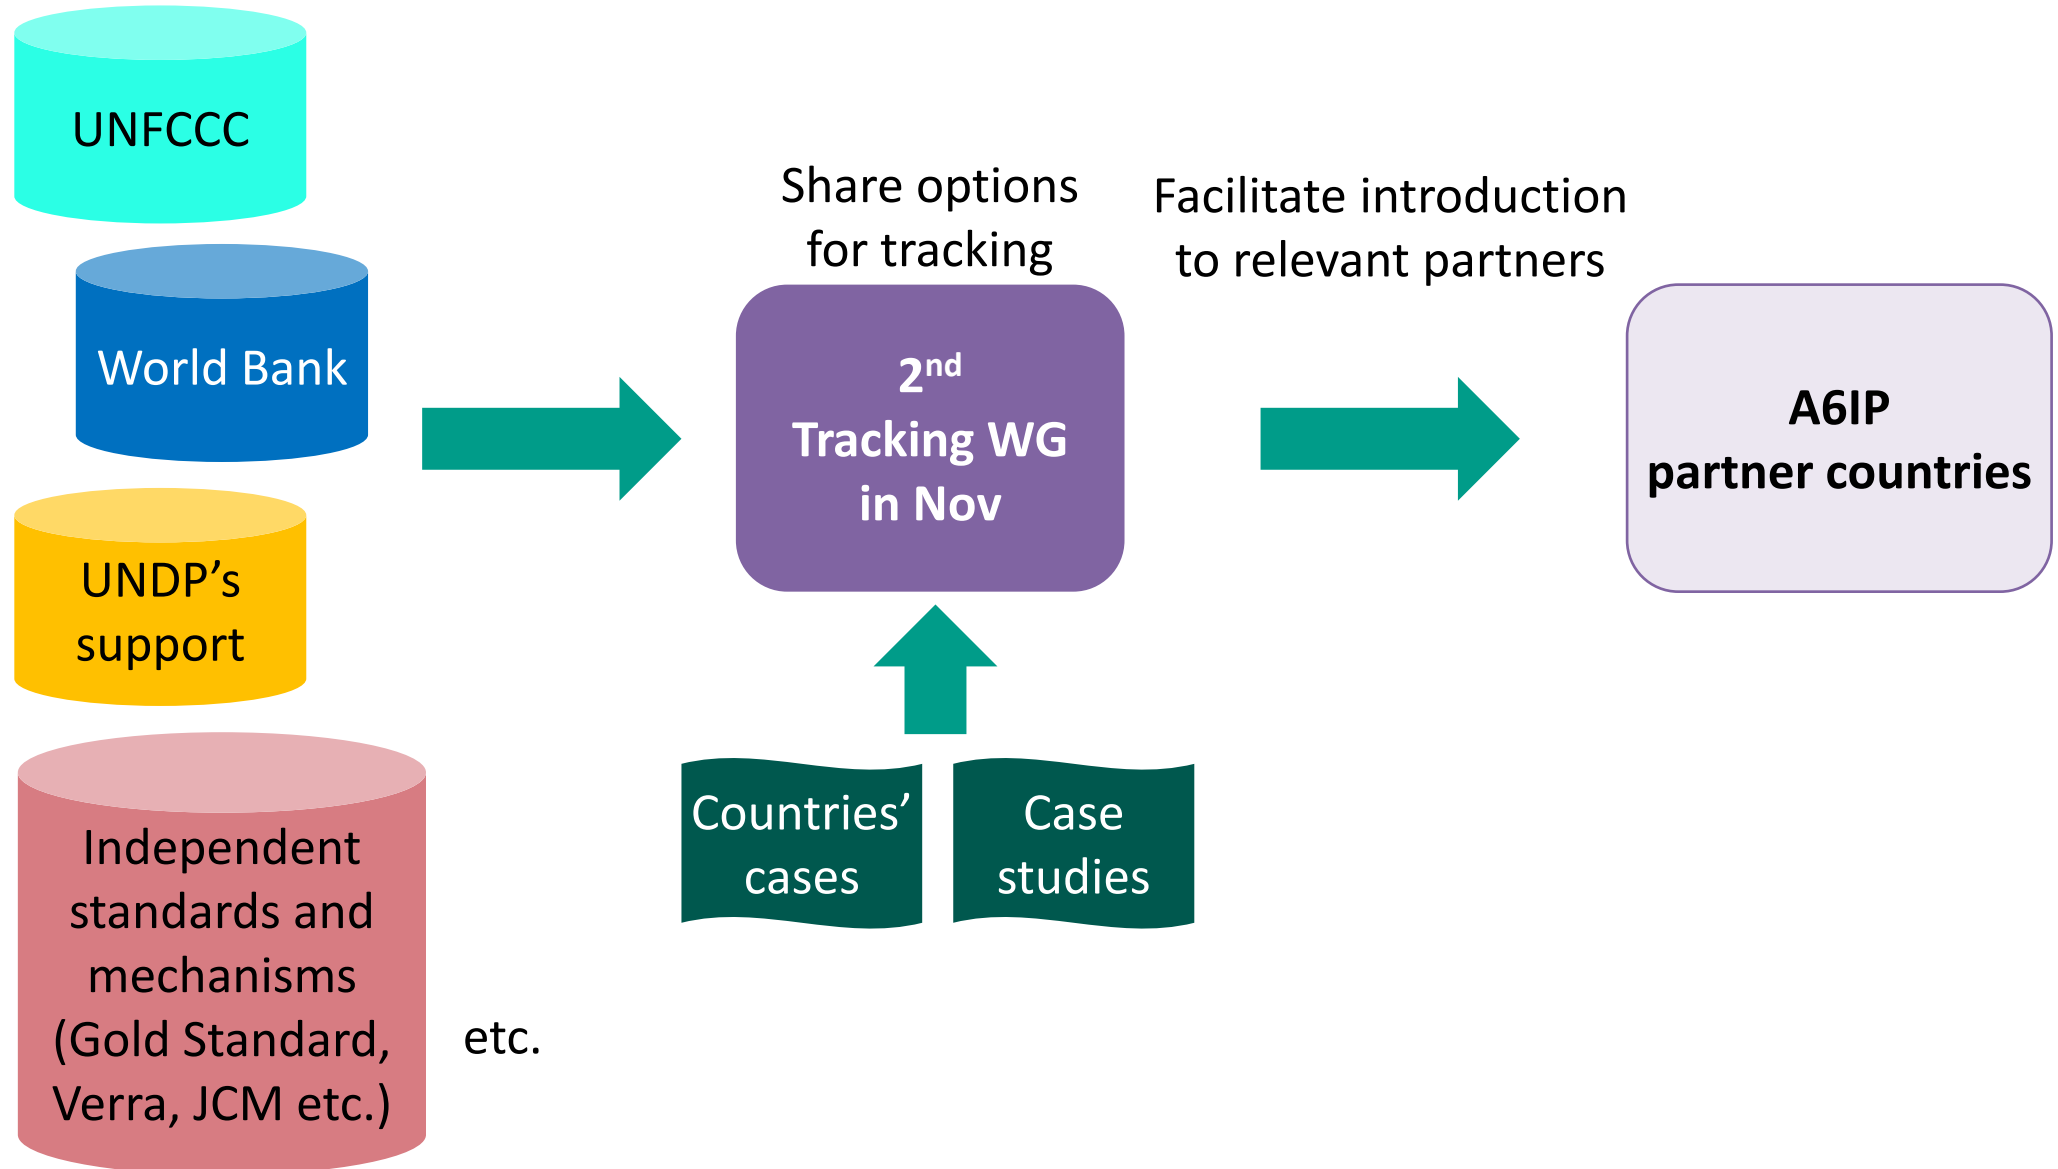 UNFCCC
World Bank
UNDP’s
support
Independent
standards and
mechanisms
(Gold Standard,
Verra, JCM etc.)
etc.
Share options
for tracking
2nd
Tracking WG
in Nov
Countries’
cases
Case
studies
Facilitate introduction
to relevant partners
A6IP
partner countries